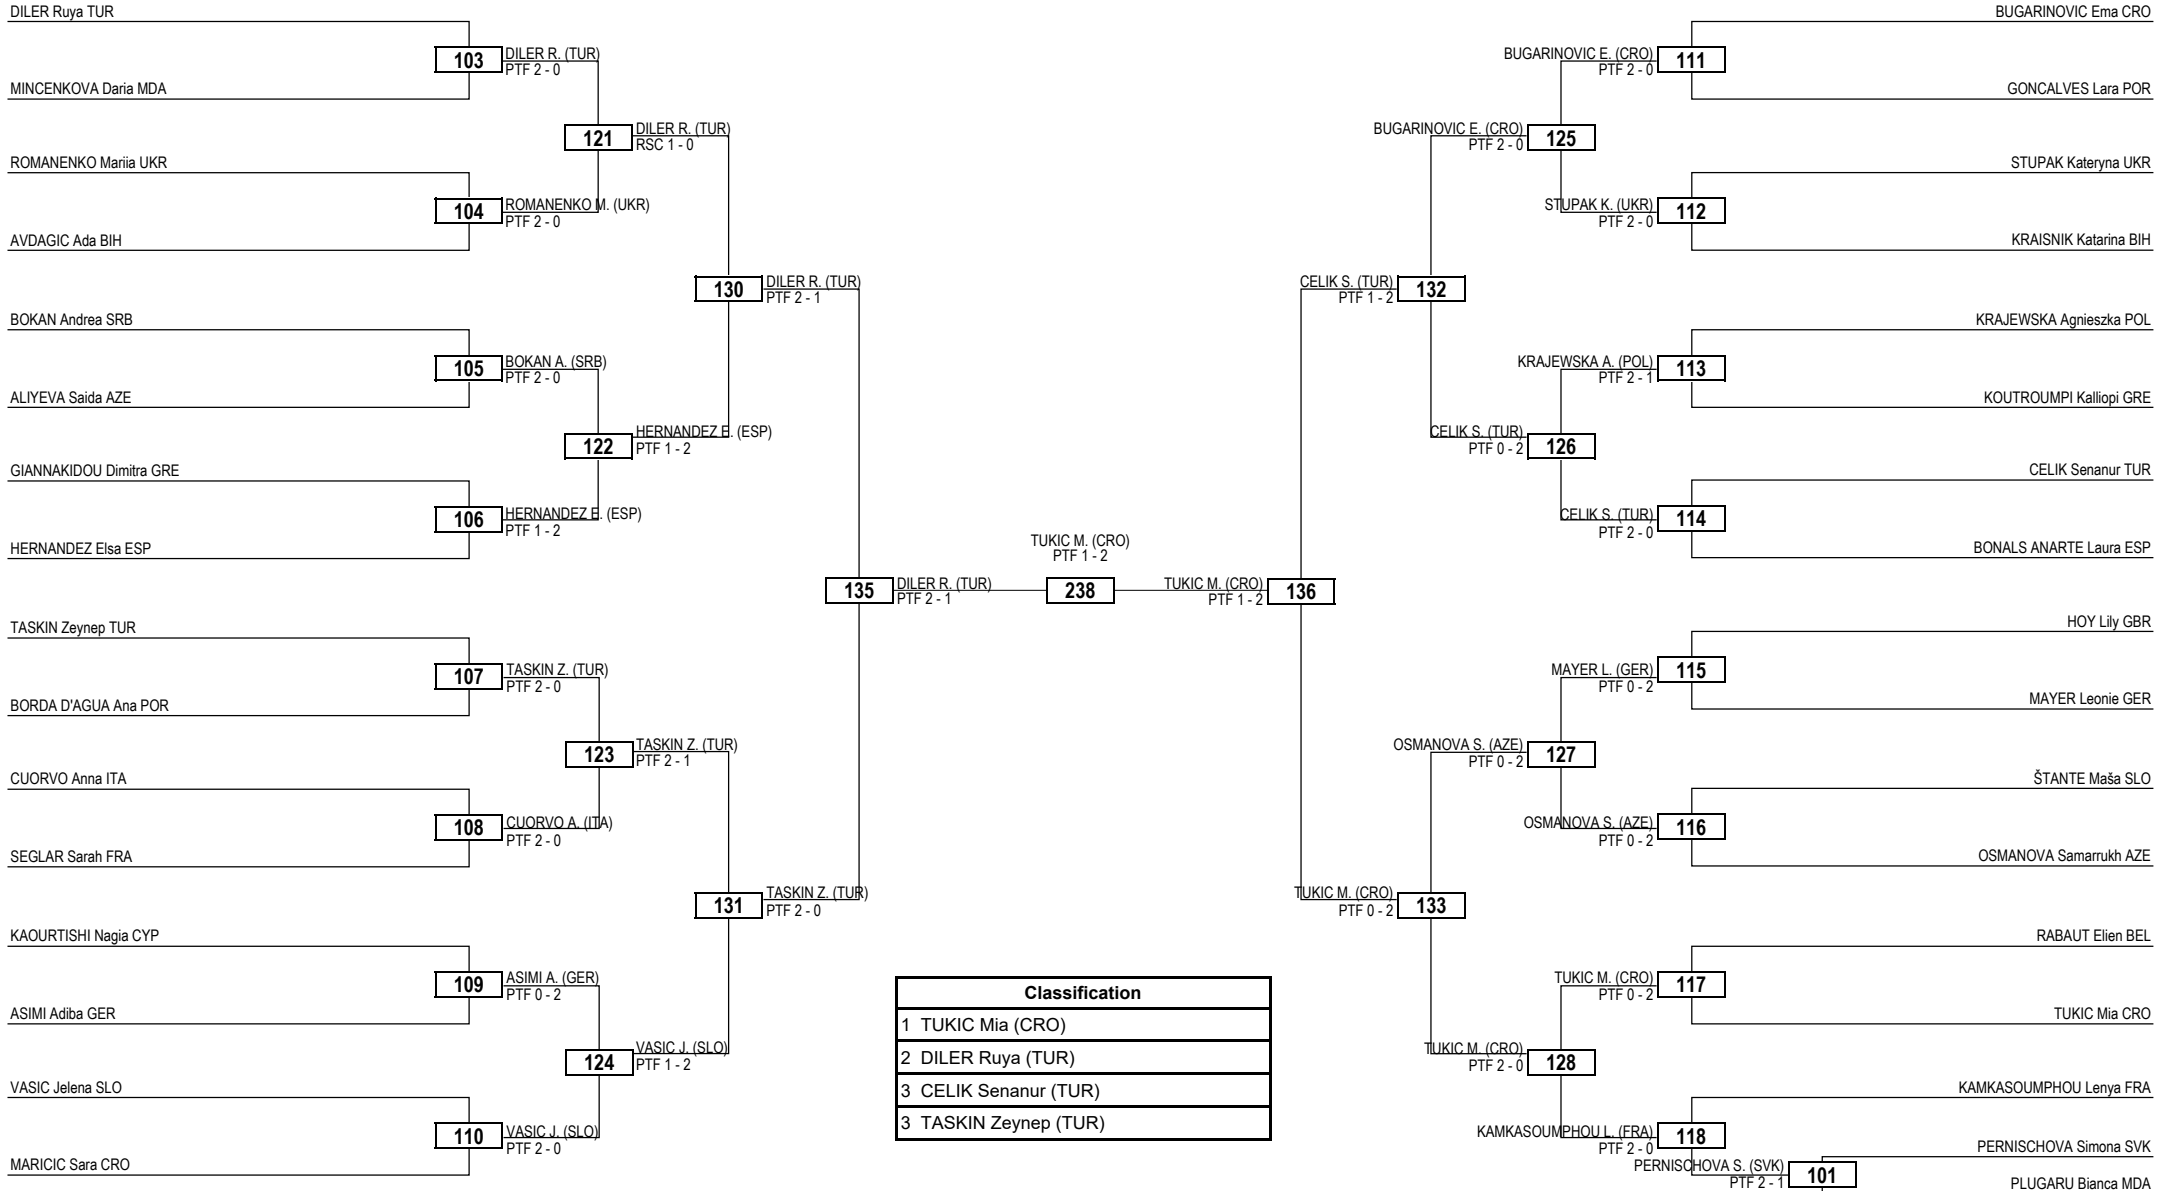 DILER Ruya TUR
103
DILER R. (TUR)
PTF 2 - 0
MINCENKOVA Daria MDA
121
DILER R. (TUR)
RSC 1 - 0
ROMANENKO Mariia UKR
104
ROMANENKO M. (UKR)
PTF 2 - 0
AVDAGIC Ada BIH
130
DILER R. (TUR)
PTF 2 - 1
BOKAN Andrea SRB
105
BOKAN A. (SRB)
PTF 2 - 0
ALIYEVA Saida AZE
122
HERNANDEZ E. (ESP)
PTF 1 - 2
GIANNAKIDOU Dimitra GRE
106
HERNANDEZ E. (ESP)
PTF 1 - 2
HERNANDEZ Elsa ESP
135
DILER R. (TUR)
PTF 2 - 1
TASKIN Zeynep TUR
107
TASKIN Z. (TUR)
PTF 2 - 0
BORDA D'AGUA Ana POR
123
TASKIN Z. (TUR)
PTF 2 - 1
CUORVO Anna ITA
108
CUORVO A. (ITA)
PTF 2 - 0
SEGLAR Sarah FRA
131
TASKIN Z. (TUR)
PTF 2 - 0
KAOURTISHI Nagia CYP
109
ASIMI A. (GER)
PTF 0 - 2
ASIMI Adiba GER
124
VASIC J. (SLO)
PTF 1 - 2
VASIC Jelena SLO
110
VASIC J. (SLO)
PTF 2 - 0
MARICIC Sara CRO
TUKIC M. (CRO)
PTF 1 - 2
238
BUGARINOVIC Ema CRO
BUGARINOVIC E. (CRO)
PTF 2 - 0
111
GONCALVES Lara POR
BUGARINOVIC E. (CRO)
PTF 2 - 0
125
STUPAK Kateryna UKR
STUPAK K. (UKR)
PTF 2 - 0
112
KRAISNIK Katarina BIH
CELIK S. (TUR)
PTF 1 - 2
132
KRAJEWSKA Agnieszka POL
KRAJEWSKA A. (POL)
PTF 2 - 1
113
KOUTROUMPI Kalliopi GRE
CELIK S. (TUR)
PTF 0 - 2
126
CELIK Senanur TUR
CELIK S. (TUR)
PTF 2 - 0
114
BONALS ANARTE Laura ESP
TUKIC M. (CRO)
PTF 1 - 2
136
HOY Lily GBR
MAYER L. (GER)
PTF 0 - 2
115
MAYER Leonie GER
OSMANOVA S. (AZE)
PTF 0 - 2
127
ŠTANTE Maša SLO
OSMANOVA S. (AZE)
PTF 0 - 2
116
OSMANOVA Samarrukh AZE
TUKIC M. (CRO)
PTF 0 - 2
133
RABAUT Elien BEL
TUKIC M. (CRO)
PTF 0 - 2
117
TUKIC Mia CRO
TUKIC M. (CRO)
PTF 2 - 0
128
KAMKASOUMPHOU Lenya FRA
KAMKASOUMPHOU L. (FRA)
PTF 2 - 0
118
PERNISCHOVA Simona SVK
PERNISCHOVA S. (SVK)
PTF 2 - 1
101
PLUGARU Bianca MDA
Classification
1 TUKIC Mia (CRO)
2 DILER Ruya (TUR)
3 CELIK Senanur (TUR)
3 TASKIN Zeynep (TUR)